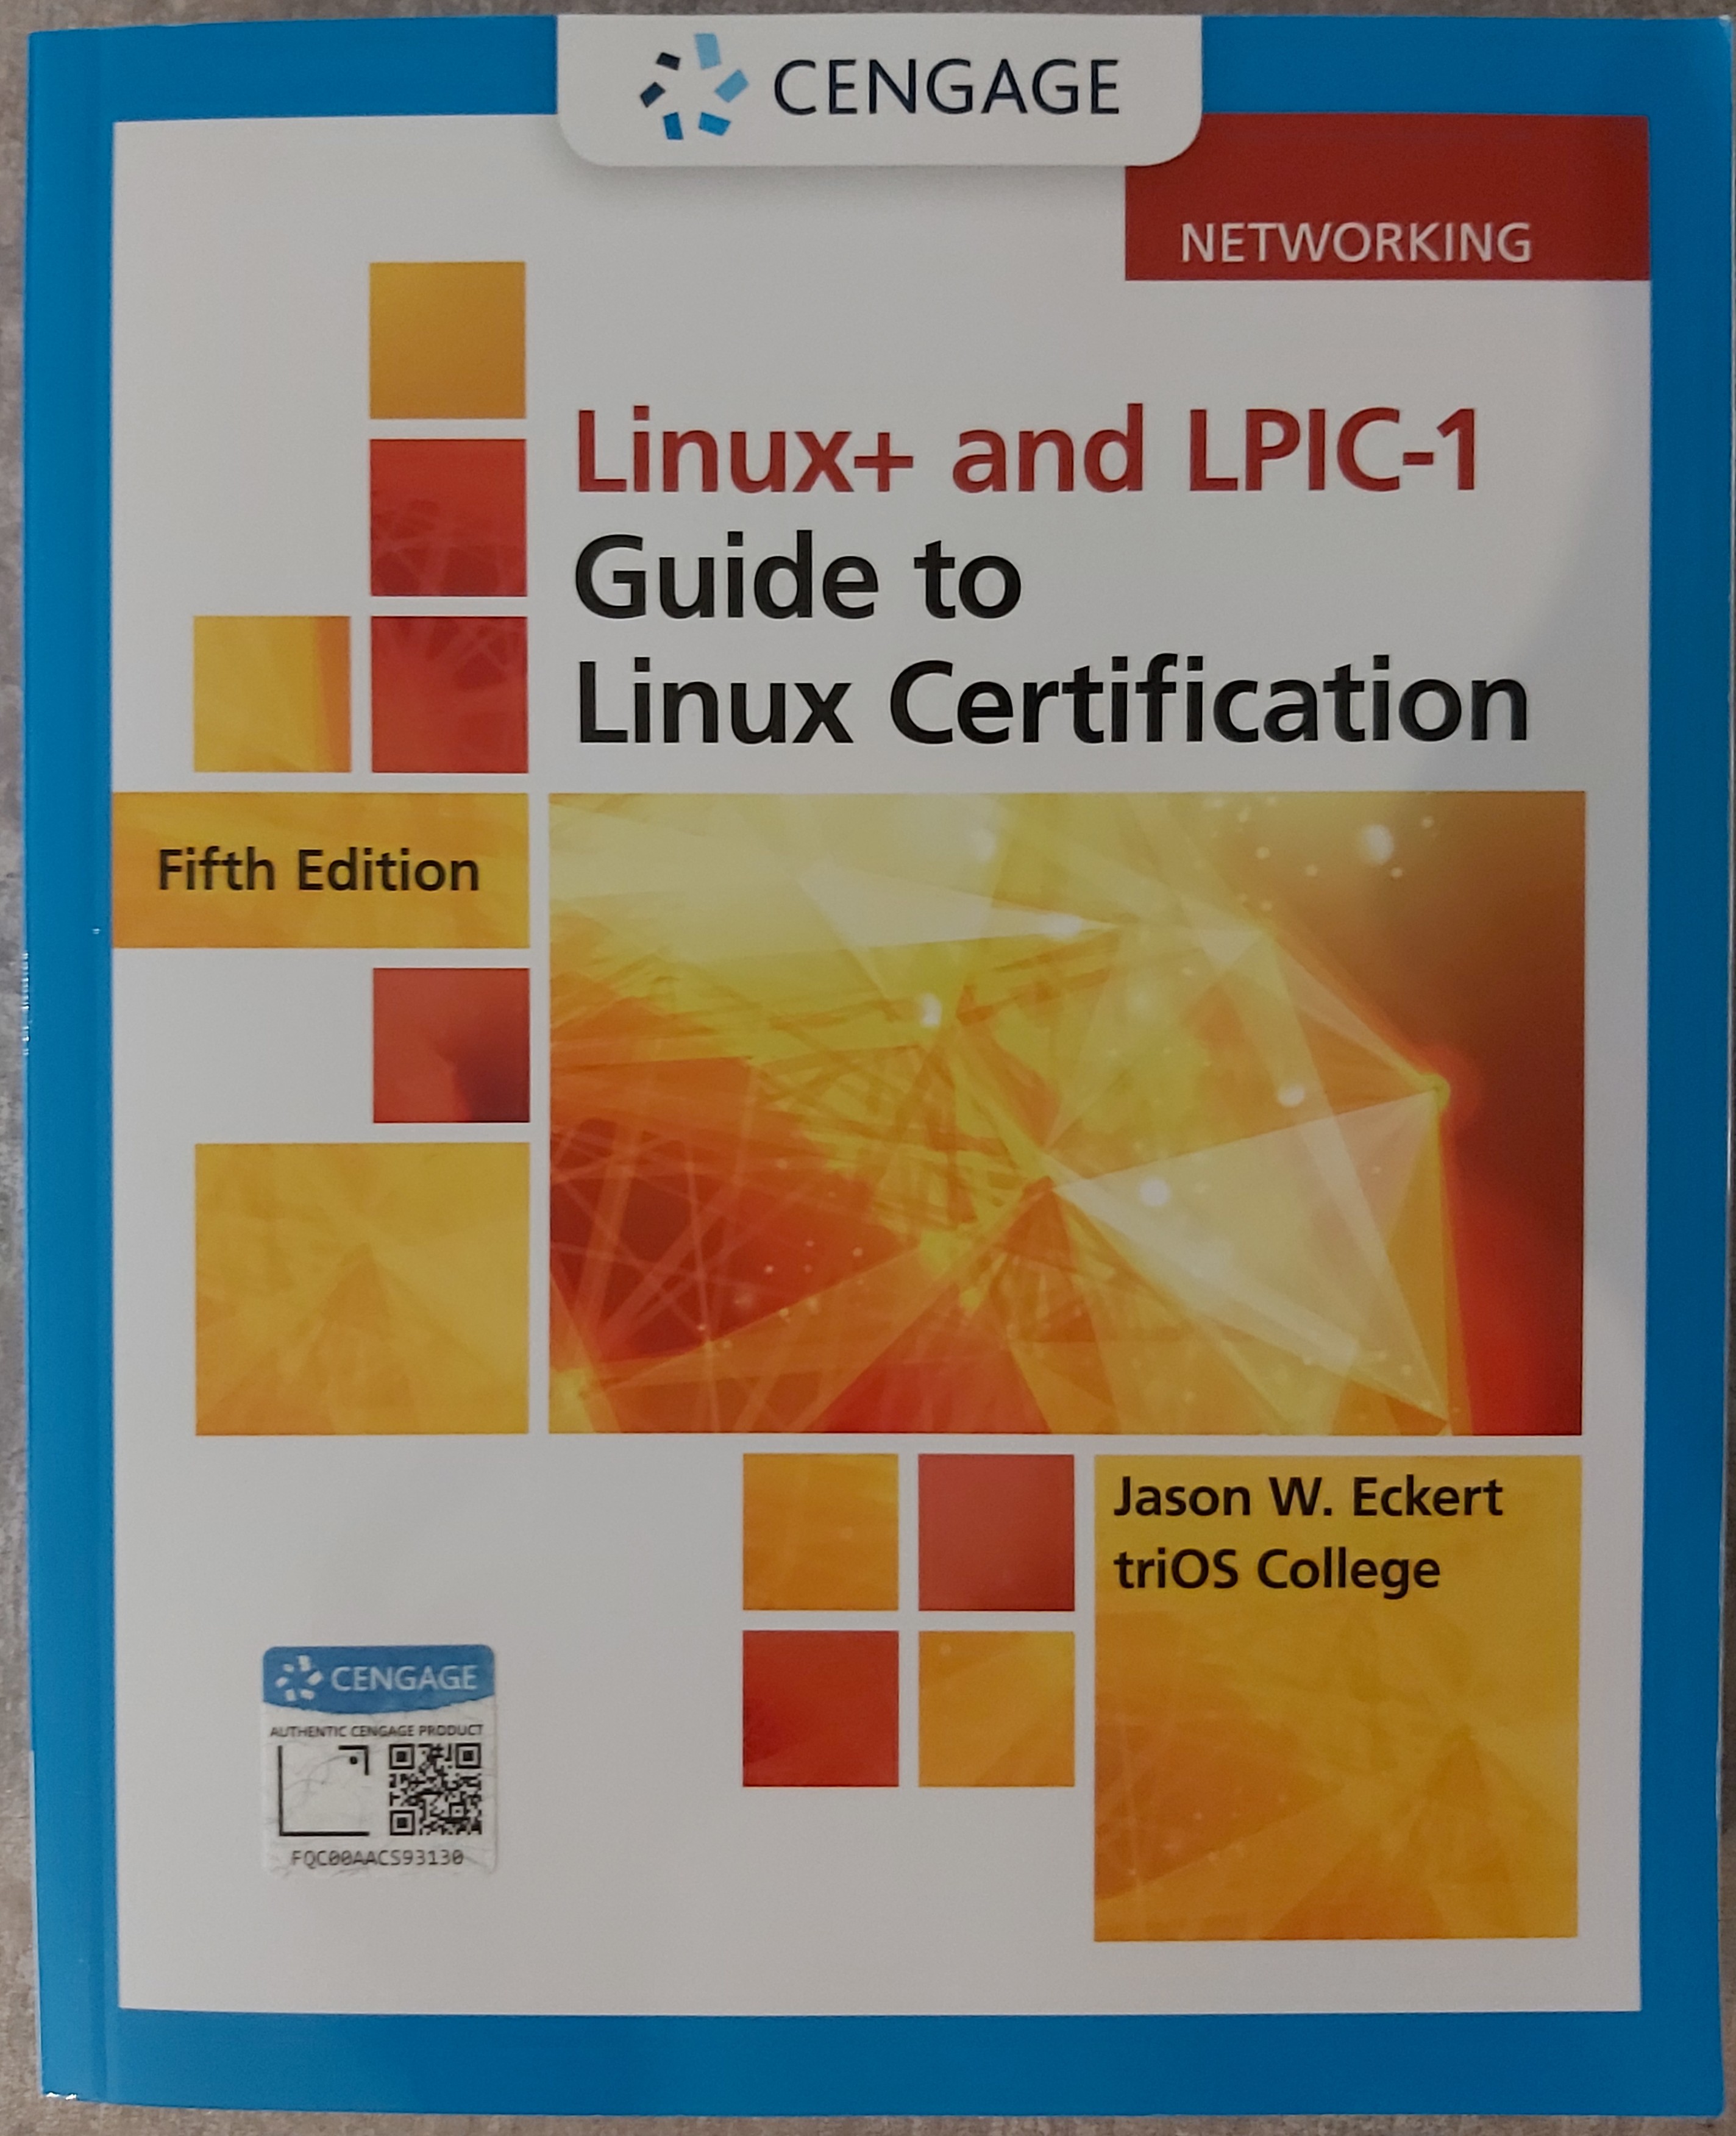 CENGAGE
NETWORKING
Linux+ and LPIC-1
Guide to
Linux Certification
Fifth Edition
Jason W. Eckert
triOS College
CENGAGE
AUTHENTIC CENGAGE PRODUCT
FQC00AACS93130